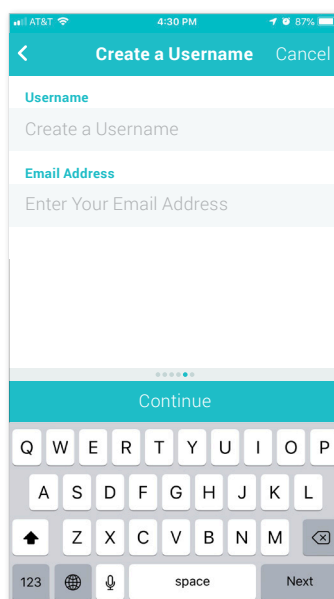 AT&T 4:30 PM 87%
Create a Username Cancel
Username
Create a Username
Email Address
Enter Your Email Address
Continue
Q W E R T Y U I O P
A S D F G H J K L
Z X C V B N M
123 space Next